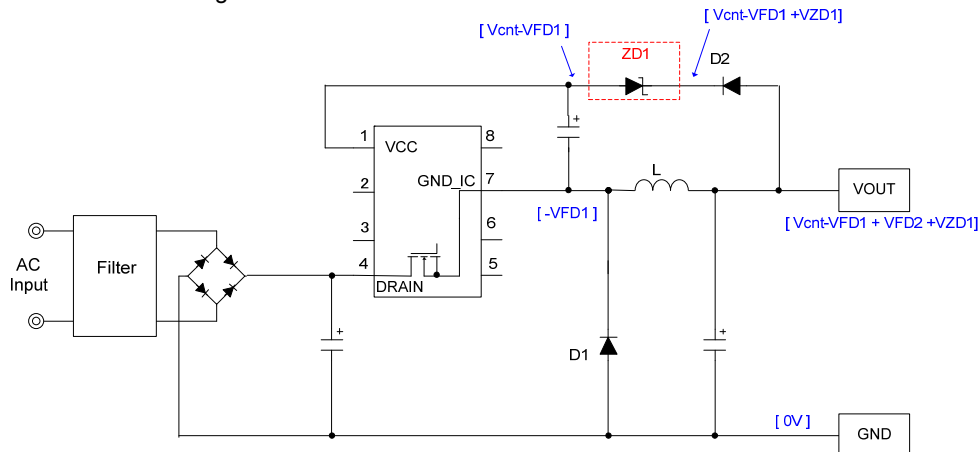 [ Vcnt-VFD1 +VZD1]
[ Vcnt-VFD1 ]
ZD1
D2
+
1
VCC
8
2
GND_IC
7
L
VOUT
[ -VFD1 ]
[ Vcnt-VFD1 + VFD2 +VZD1]
3
6
AC
Input
Filter
4
DRAIN
5
+
D1
+
[ 0V ]
GND